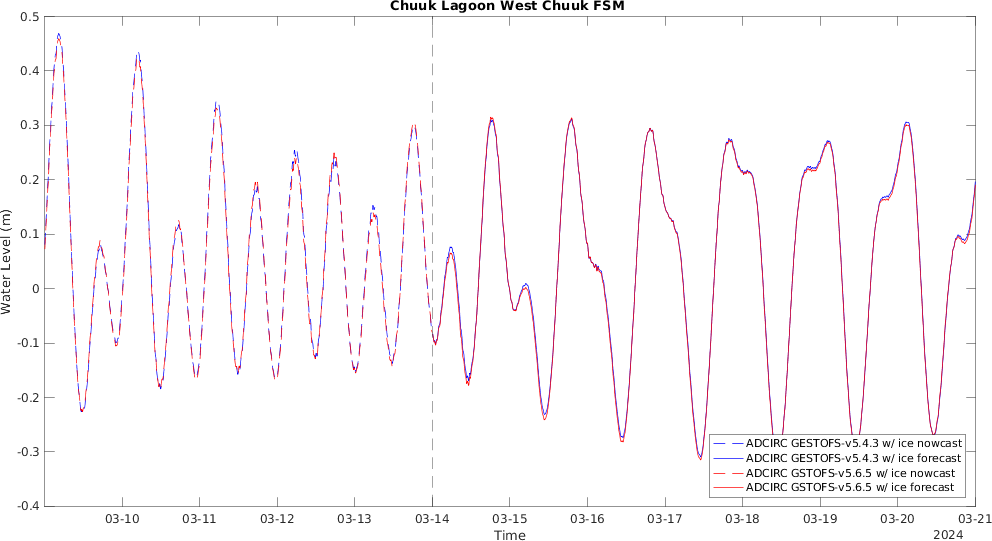 Chuuk Lagoon West Chuuk FSM
0.5
0.4
0.3
0.2
0.1
0
-0.1
-0.2
-0.3
-0.4
Water Level (m)
ADCIRC GESTOFS-v5.4.3 w/ ice nowcast
ADCIRC GESTOFS-v5.4.3 w/ ice forecast
ADCIRC GSTOFS-v5.6.5 w/ ice nowcast
ADCIRC GSTOFS-v5.6.5 w/ ice forecast
03-10 03-11 03-12 03-13 03-14 03-15 03-16 03-17 03-18 03-19 03-20 03-21
Time
2024